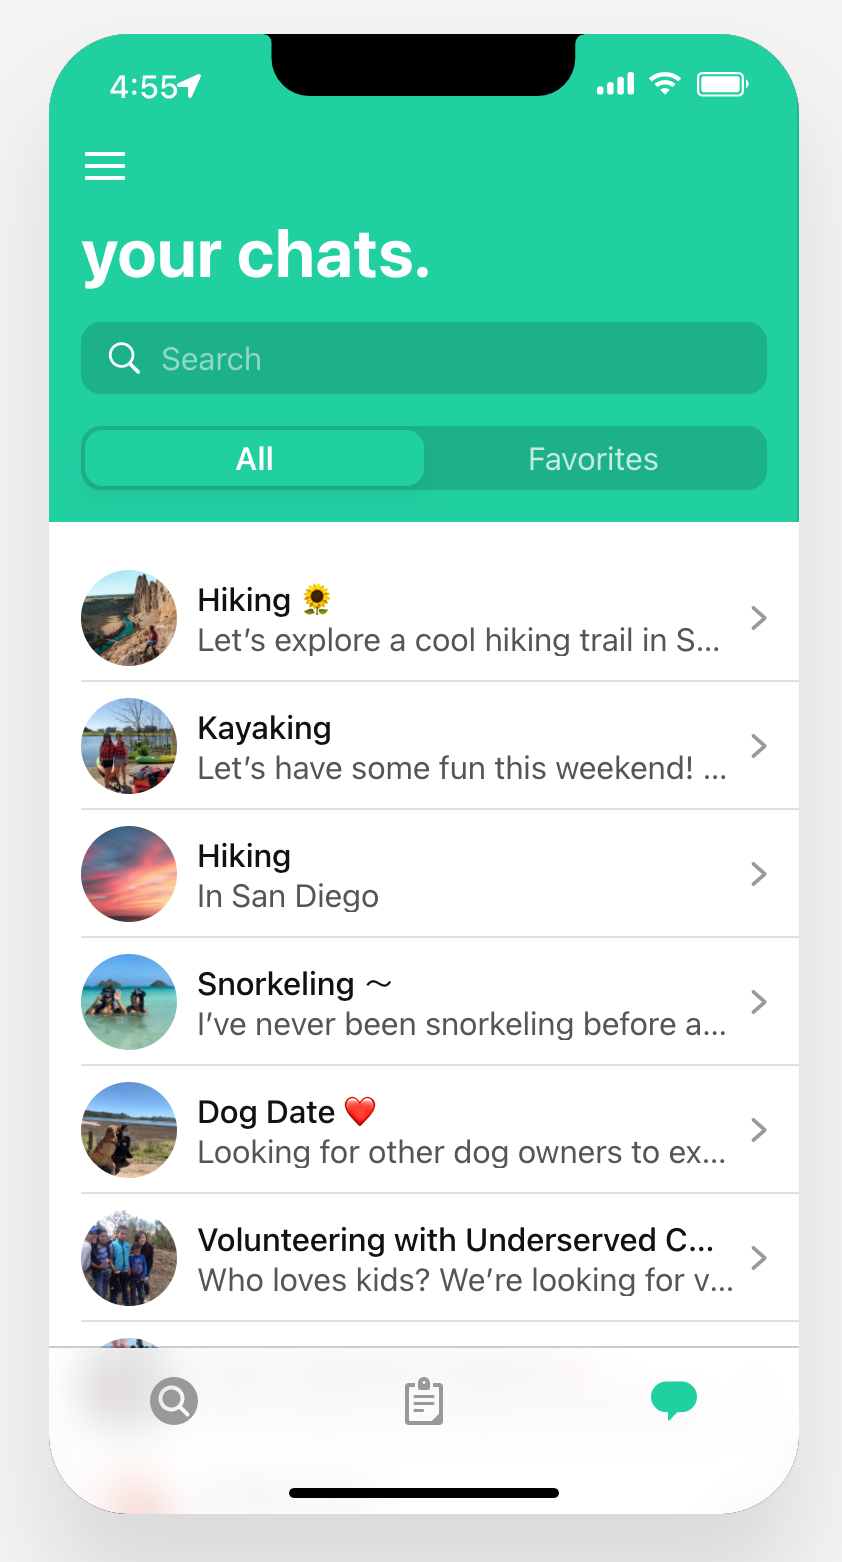 4:55
your chats.
Search
All Favorites
Hiking 🌻
Let’s explore a cool hiking trail in S...
Kayaking
Let’s have some fun this weekend! ...
Hiking
In San Diego
Snorkeling ～
I’ve never been snorkeling before a...
Dog Date ❤️
Looking for other dog owners to ex...
Volunteering with Underserved C...
Who loves kids? We’re looking for v...